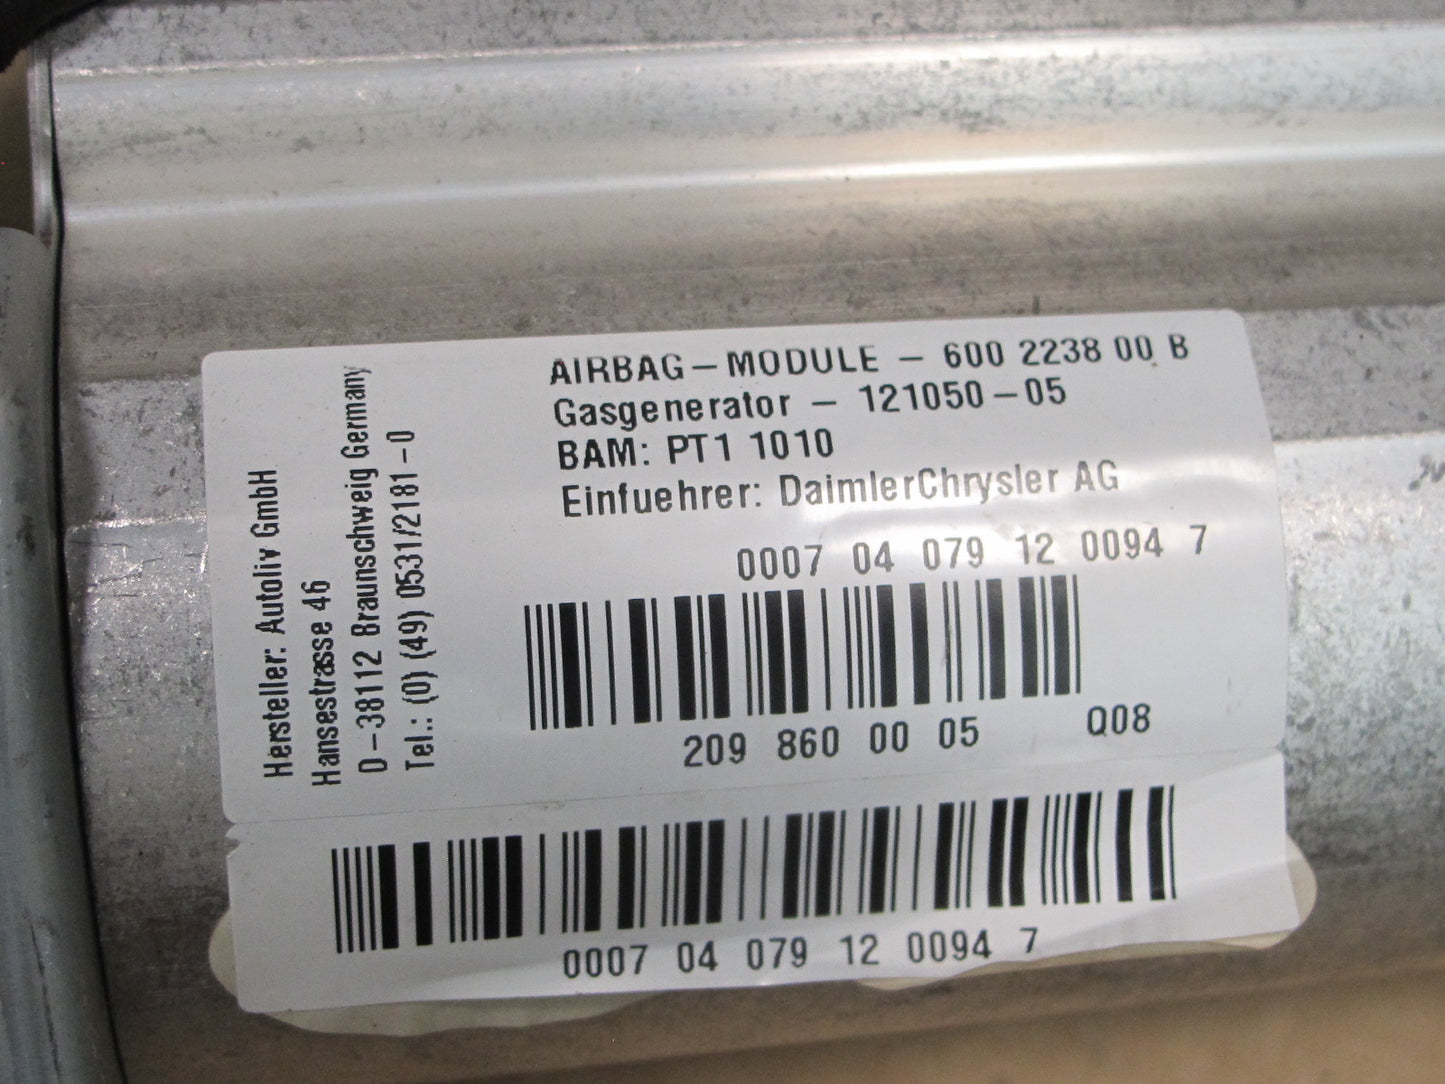 AIRBAG-MODULE - 600 2238 00 B
Gasgenerator - 121050-05
BAM: PT1 1010
Einfuehrer: DaimlerChrysler AG
Hersteller: Autoliv GmbH
Hansestrasse 46
D-38112 Braunschweig Germany
Tel.: (0) (49) 0531/2181-0
0007 04 079 12 0094 7
209 860 00 05 Q08
0007 04 079 12 0094 7